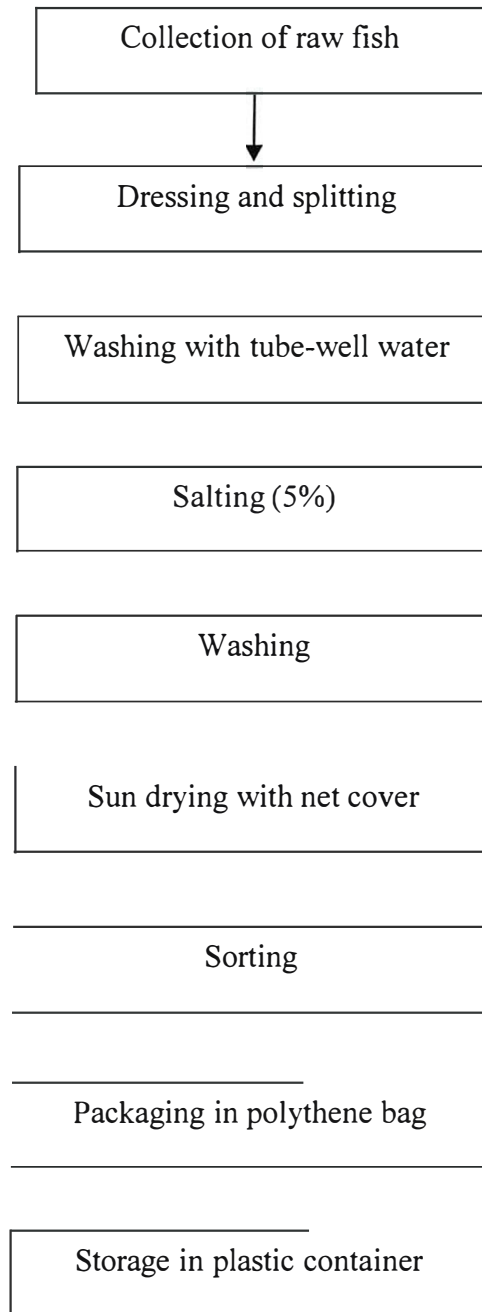 Collection of raw fish
Dressing and splitting
Washing with tube-well water
Salting (5%)
Washing
Sun drying with net cover
Sorting
Packaging in polythene bag
Storage in plastic container